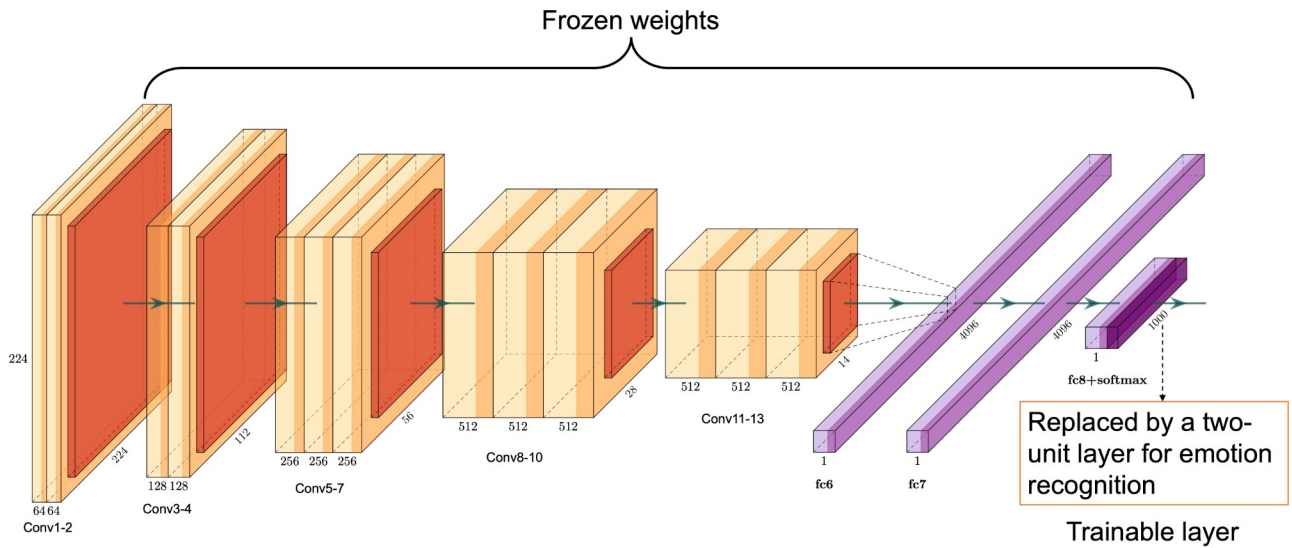 Frozen weights
224
224
64 64
Conv1-2
112
128 128
Conv3-4
56
256 256 256
Conv5-7
28
512 512 512
Conv8-10
14
512 512 512
Conv11-13
4096
1
fc6
4096
1
fc7
1000
1
fc8+softmax
Replaced by a two-
unit layer for emotion
recognition
Trainable layer